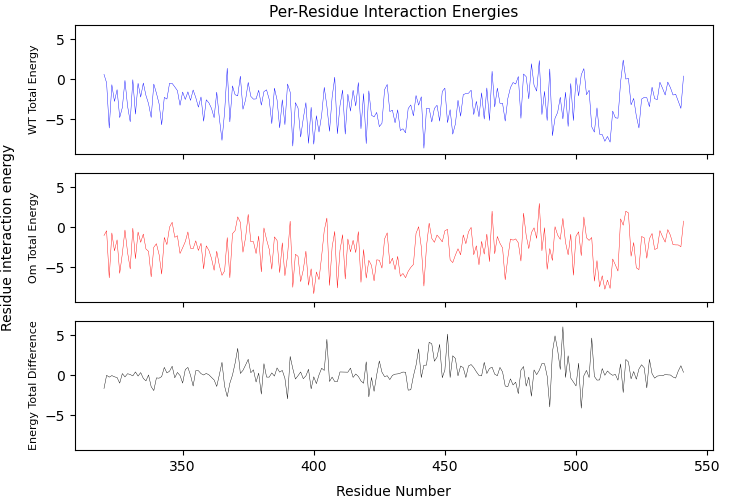 Per-Residue Interaction Energies
Residue interaction energy
WT Total Energy
5
0
−5
Om Total Energy
5
0
−5
Energy Total Difference
5
0
−5
350 400 450 500 550
Residue Number